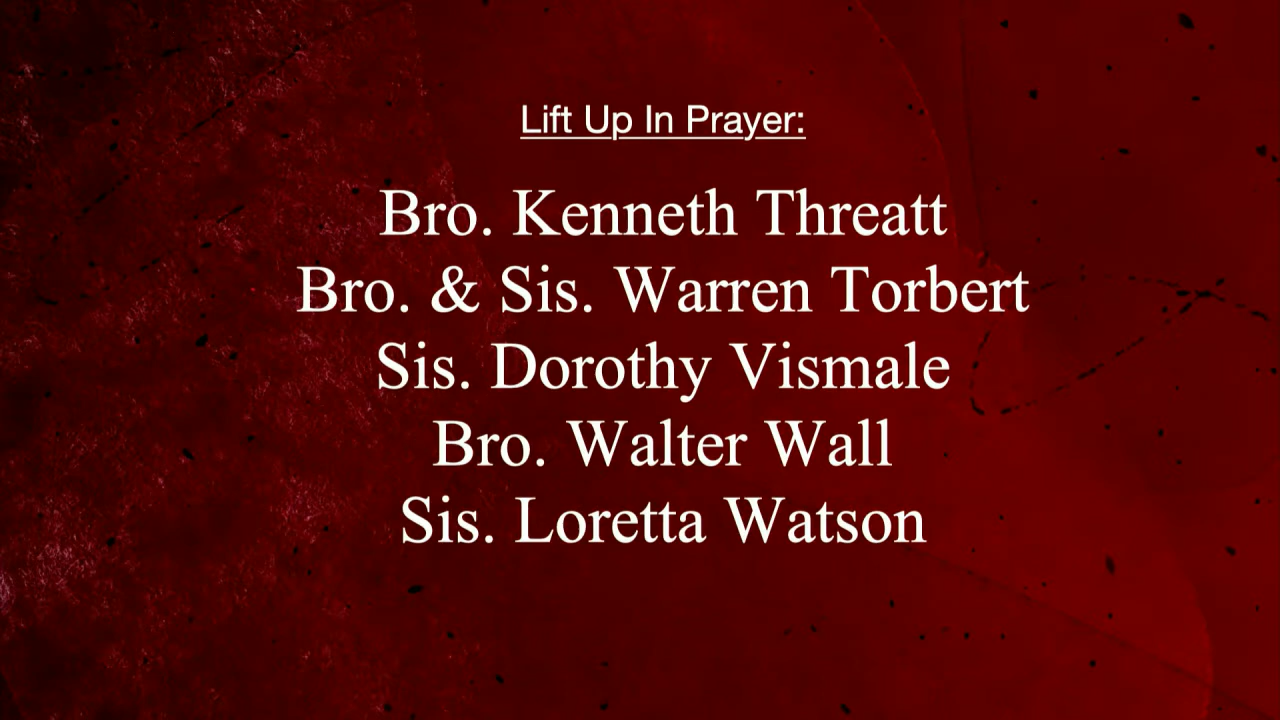 Lift Up In Prayer:
Bro. Kenneth Threatt
Bro. & Sis. Warren Torbert
Sis. Dorothy Vismale
Bro. Walter Wall
Sis. Loretta Watson